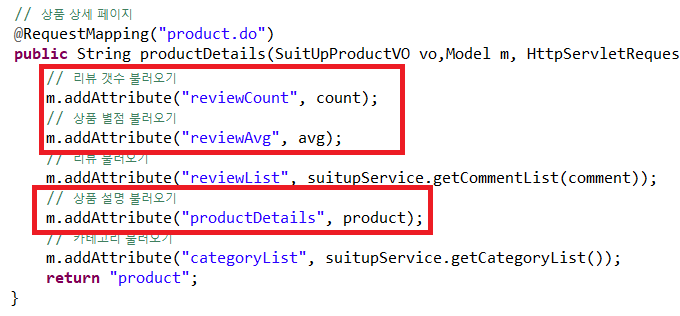 // 상품 상세 페이지
@RequestMapping("product.do")
public String productDetails(SuitUpProductVO vo,Model m, HttpServletReques
// 리뷰 갯수 불러오기
m.addAttribute("reviewCount", count);
// 상품 별점 불러오기
m.addAttribute("reviewAvg", avg);
// 리뷰 불러오기
m.addAttribute("reviewList", suitupService.getCommentList(comment));
// 상품 설명 불러오기
m.addAttribute("productDetails", product);
// 카테고리 불러오기
m.addAttribute("categoryList", suitupService.getCategoryList());
return "product";
}